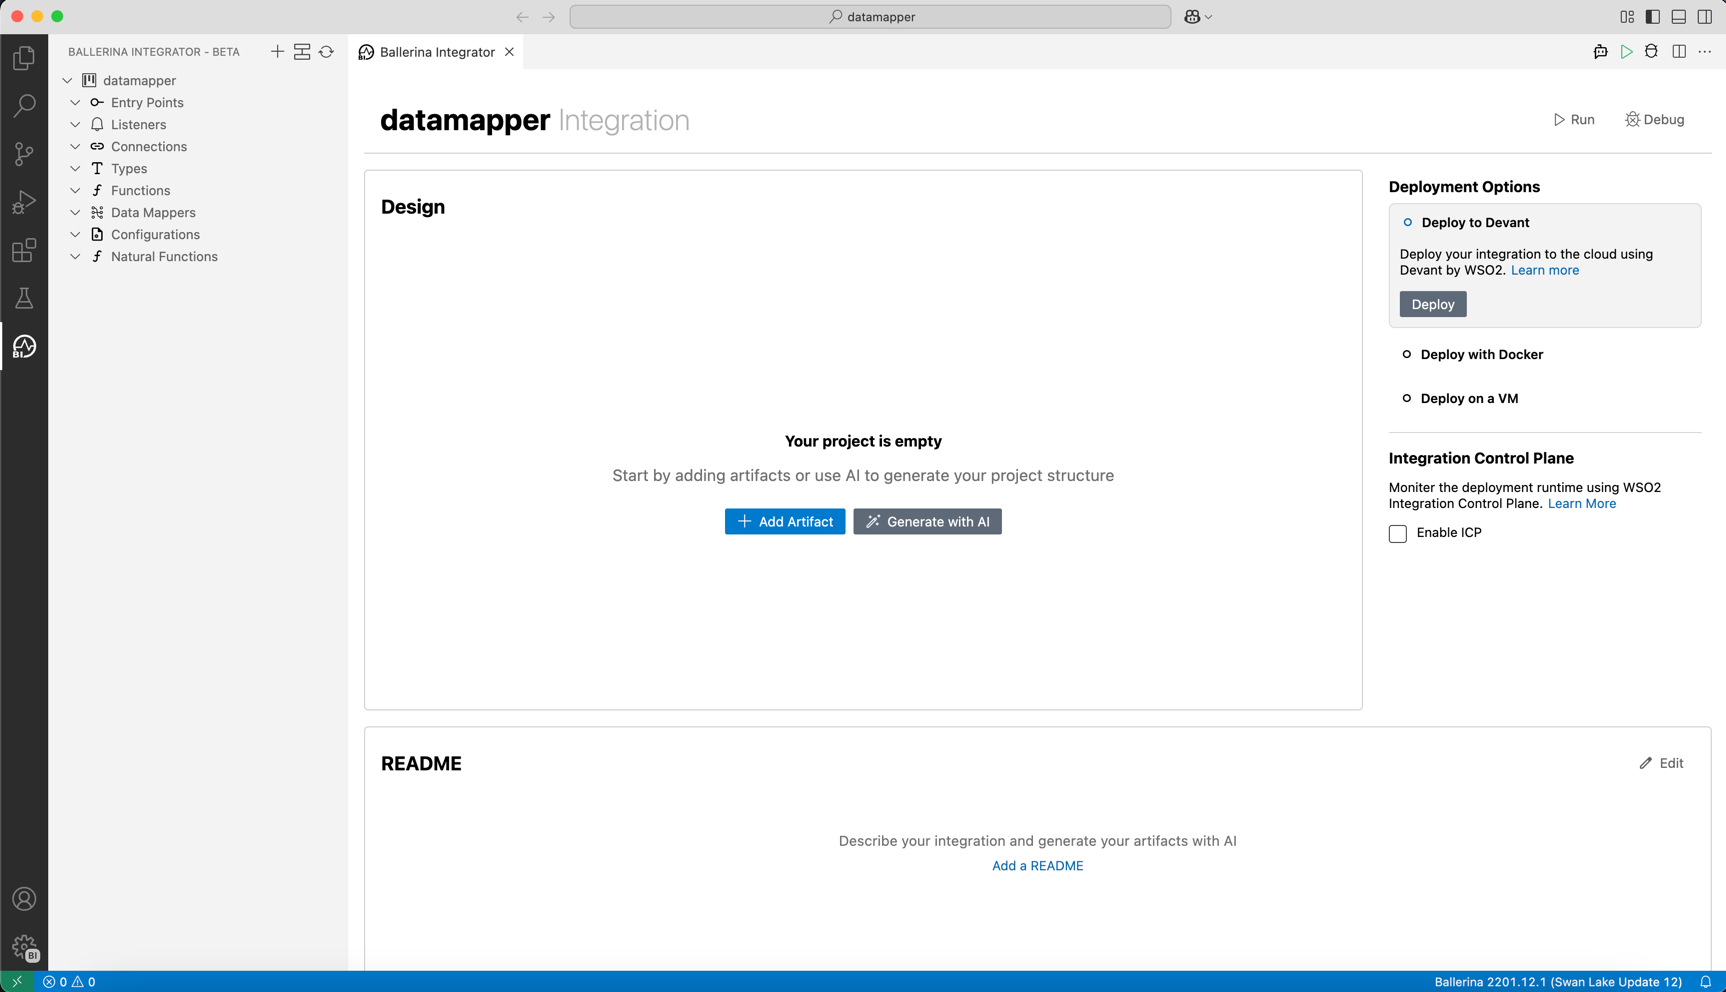 datamapper
BALLERINA INTEGRATOR - BETA
datamapper
Entry Points
Listeners
Connections
Types
Functions
Data Mappers
Configurations
Natural Functions
BI
BI
Ballerina Integrator
datamapper Integration
Run
Debug
Design
Your project is empty
Start by adding artifacts or use AI to generate your project structure
Add Artifact
Generate with AI
Deployment Options
Deploy to Devant
Deploy your integration to the cloud using
Devant by WSO2. Learn more
Deploy
Deploy with Docker
Deploy on a VM
Integration Control Plane
Moniter the deployment runtime using WSO2
Integration Control Plane. Learn More
Enable ICP
README
Edit
Describe your integration and generate your artifacts with AI
Add a README
0 0
Ballerina 2201.12.1 (Swan Lake Update 12)